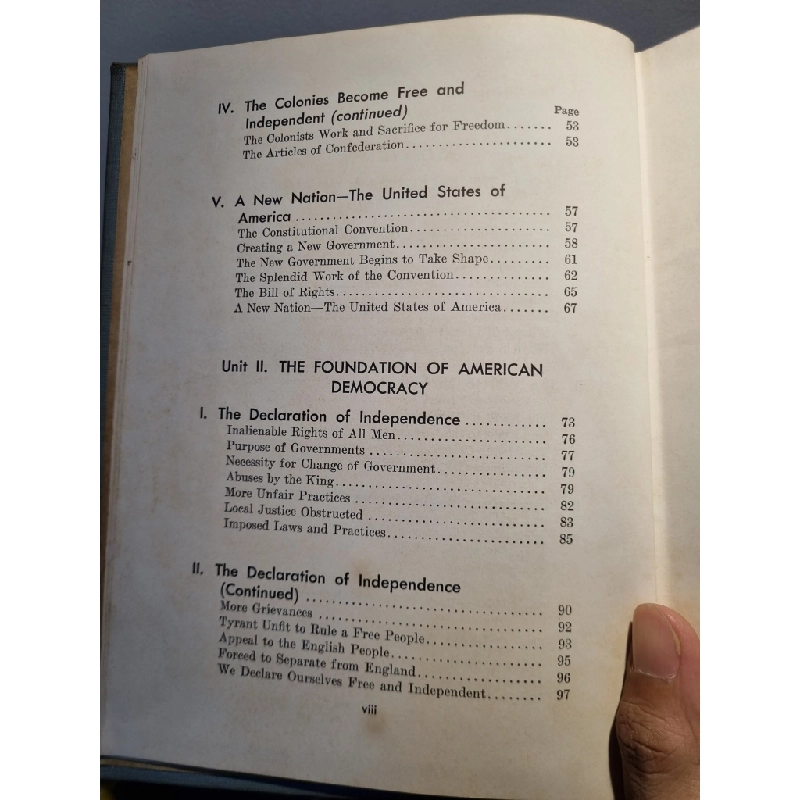 IV. The Colonies Become Free and
Independent (continued)
Page
The Colonists Work and Sacrifice for Freedom....... 53
The Articles of Confederation...................... 53
V. A New Nation—The United States of
America ..................................... 57
The Constitutional Convention................ 57
Creating a New Government...................... 58
The New Government Begins to Take Shape......... 61
The Splendid Work of the Convention.............. 62
The Bill of Rights................................ 65
A New Nation—The United States of America....... 67
Unit II. THE FOUNDATION OF AMERICAN
DEMOCRACY
I. The Declaration of Independence ............ 73
Inalienable Rights of All Men...................... 76
Purpose of Governments .......................... 77
Necessity for Change of Government................ 79
Abuses by the King................................ 79
More Unfair Practices ............................ 82
Local Justice Obstructed .......................... 83
Imposed Laws and Practices........................ 85
II. The Declaration of Independence
(Continued) .................................. 90
More Grievances .................................. 92
Tyrant Unfit to Rule a Free People.................. 93
Appeal to the English People....................... 95
Forced to Separate from England................... 96
We Declare Ourselves Free and Independent........ 97
viii